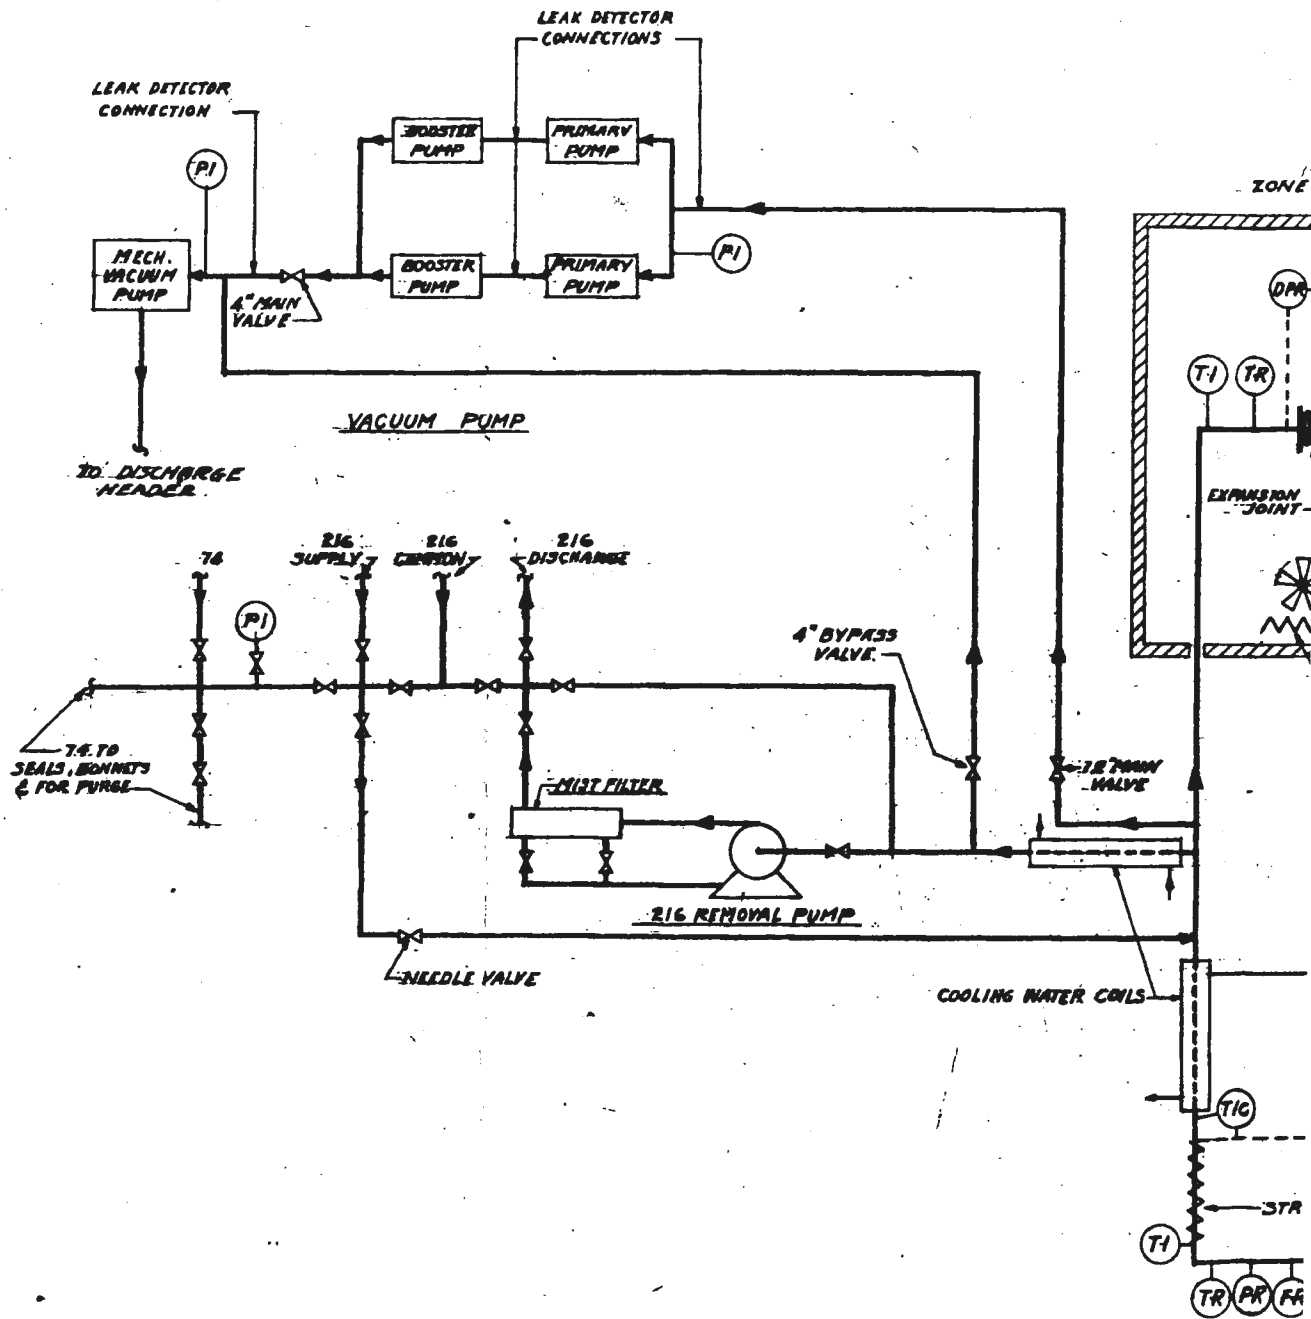 LEAK DETECTOR
CONNECTIONS
LEAK DETECTOR
CONNECTION
BOOSTER
PUMP
PRIMARY
PUMP
PI
ZONE
MECH.
VACUUM
PUMP
4" MAIN
VALVE
BOOSTER
PUMP
PRIMARY
PUMP
PI
DPR
T-I
TR
VACUUM PUMP
TO DISCHARGE
HEADER
EXPANSION
JOINT
74
216
SUPPLY
216
COMMON
216
DISCHARGE
PI
4" BYPASS
VALVE
74 TO
SEALS, BONNETS
& FOR PURGE
MIST FILTER
MAIN
VALVE
216 REMOVAL PUMP
NEEDLE VALVE
COOLING WATER COILS
TIC
STR
T-I
TR
PR
FR